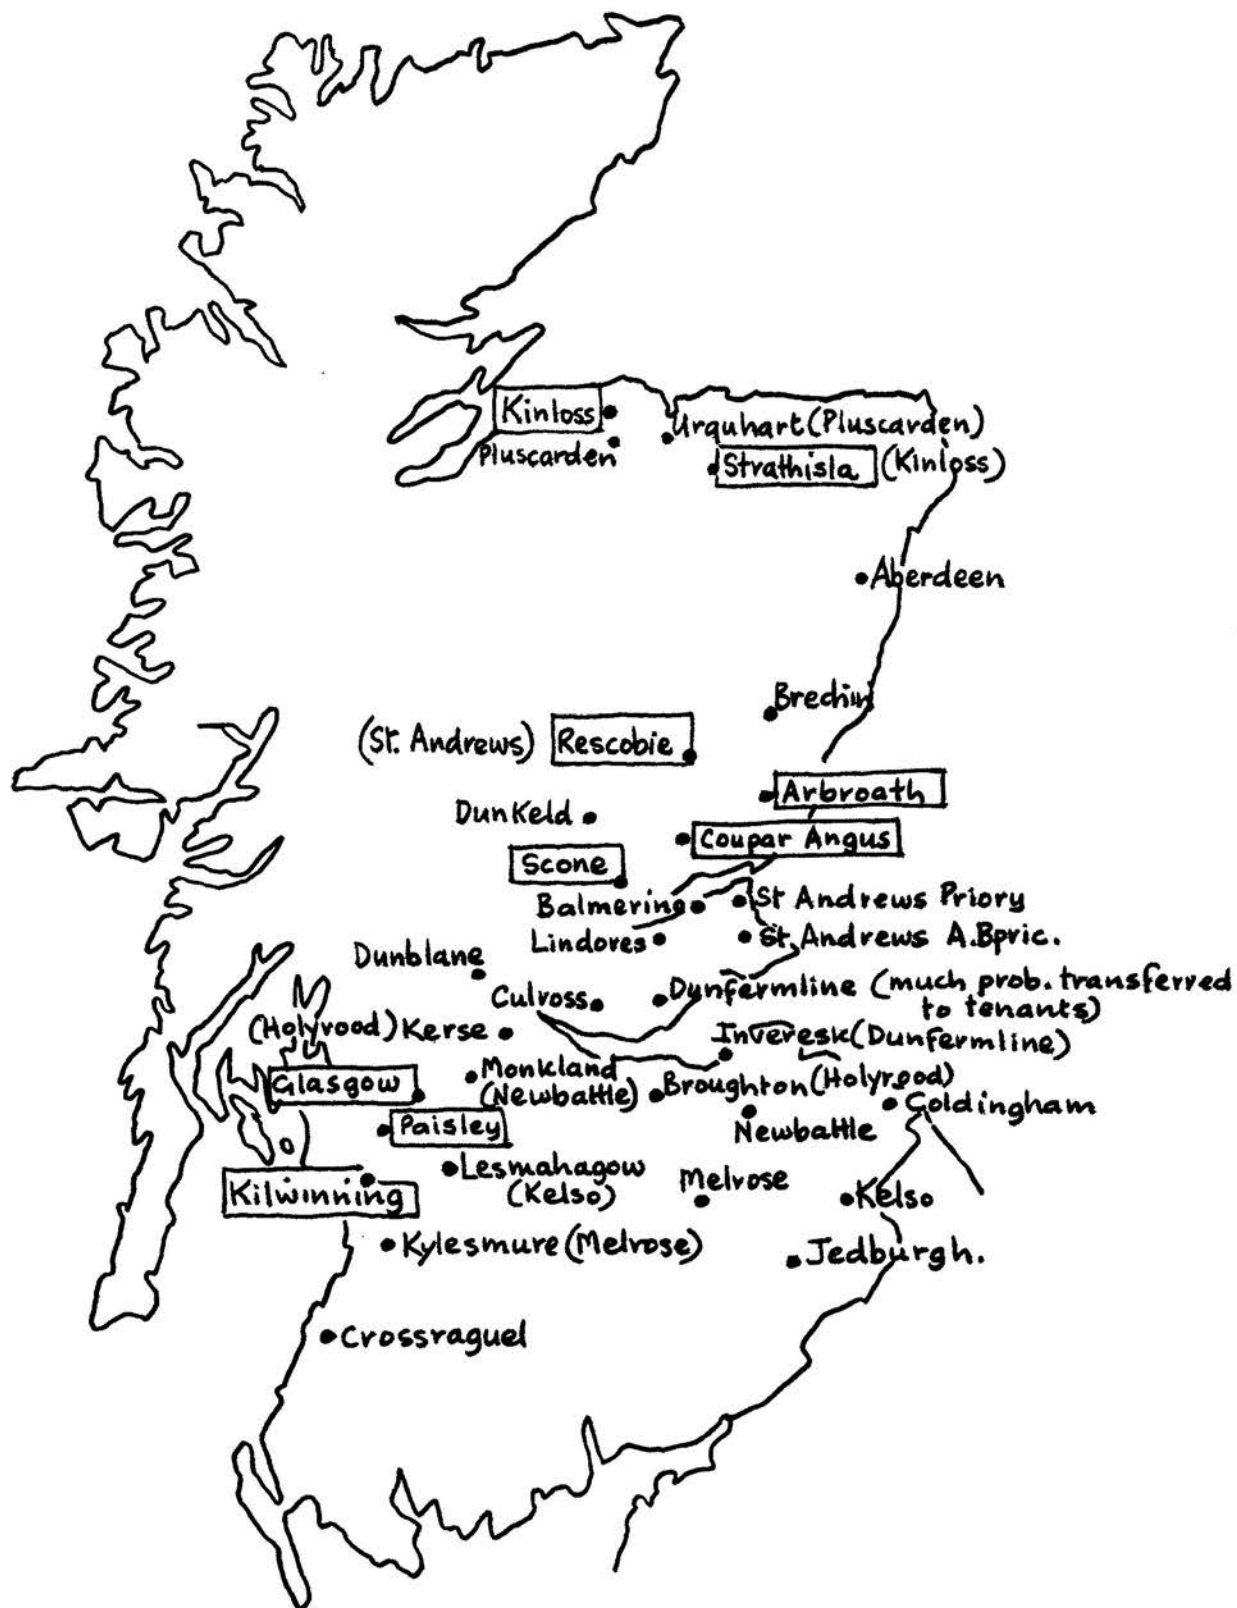 Kinloss
Urquhart (Pluscarden)
Pluscarden
Strathisla (Kinloss)
Aberdeen
Brechin
(St. Andrews) Rescobie
Arbroath
Dunkeld
Coupar Angus
Scone
Balmerino
St Andrews Priory
Lindores
St. Andrews A.Bpric.
Dunblane
Culross
Dunfermline (much prob. transferred
to tenants)
(Holyrood) Kerse
Inveresk (Dunfermline)
Monkland
(Newbattle)
Broughton (Holyrood)
Glasgow
Coldingham
Paisley
Newbattle
Lesmahagow
(Kelso)
Melrose
Kilwinning
Kelso
Kylesmure (Melrose)
Jedburgh.
Crossraguel